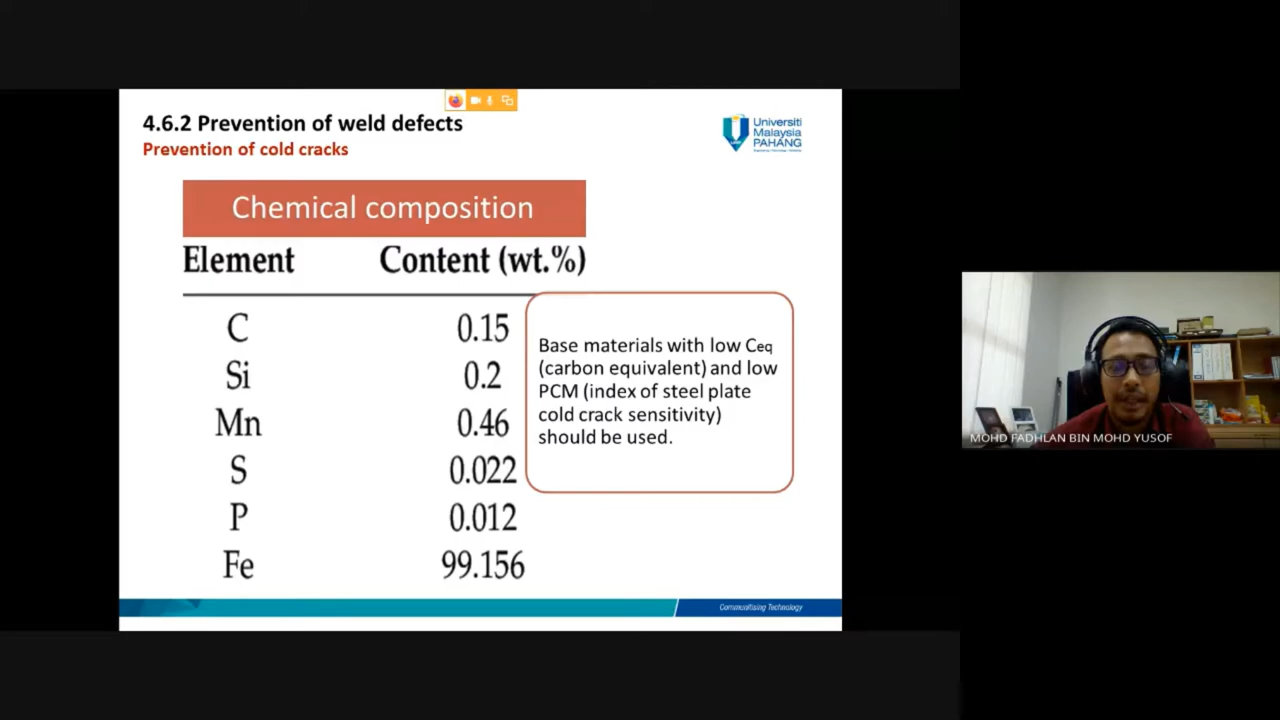 4.6.2 Prevention of weld defects
Prevention of cold cracks
Universiti
Malaysia
PAHANG
Chemical composition
Element Content (wt.%)
C 0.15
Si 0.2
Mn 0.46
S 0.022
P 0.012
Fe 99.156
Base materials with low Ceq
(carbon equivalent) and low
PCM (index of steel plate
cold crack sensitivity)
should be used.
Communitising Technology
MOHD FADHLAN BIN MOHD YUSOF